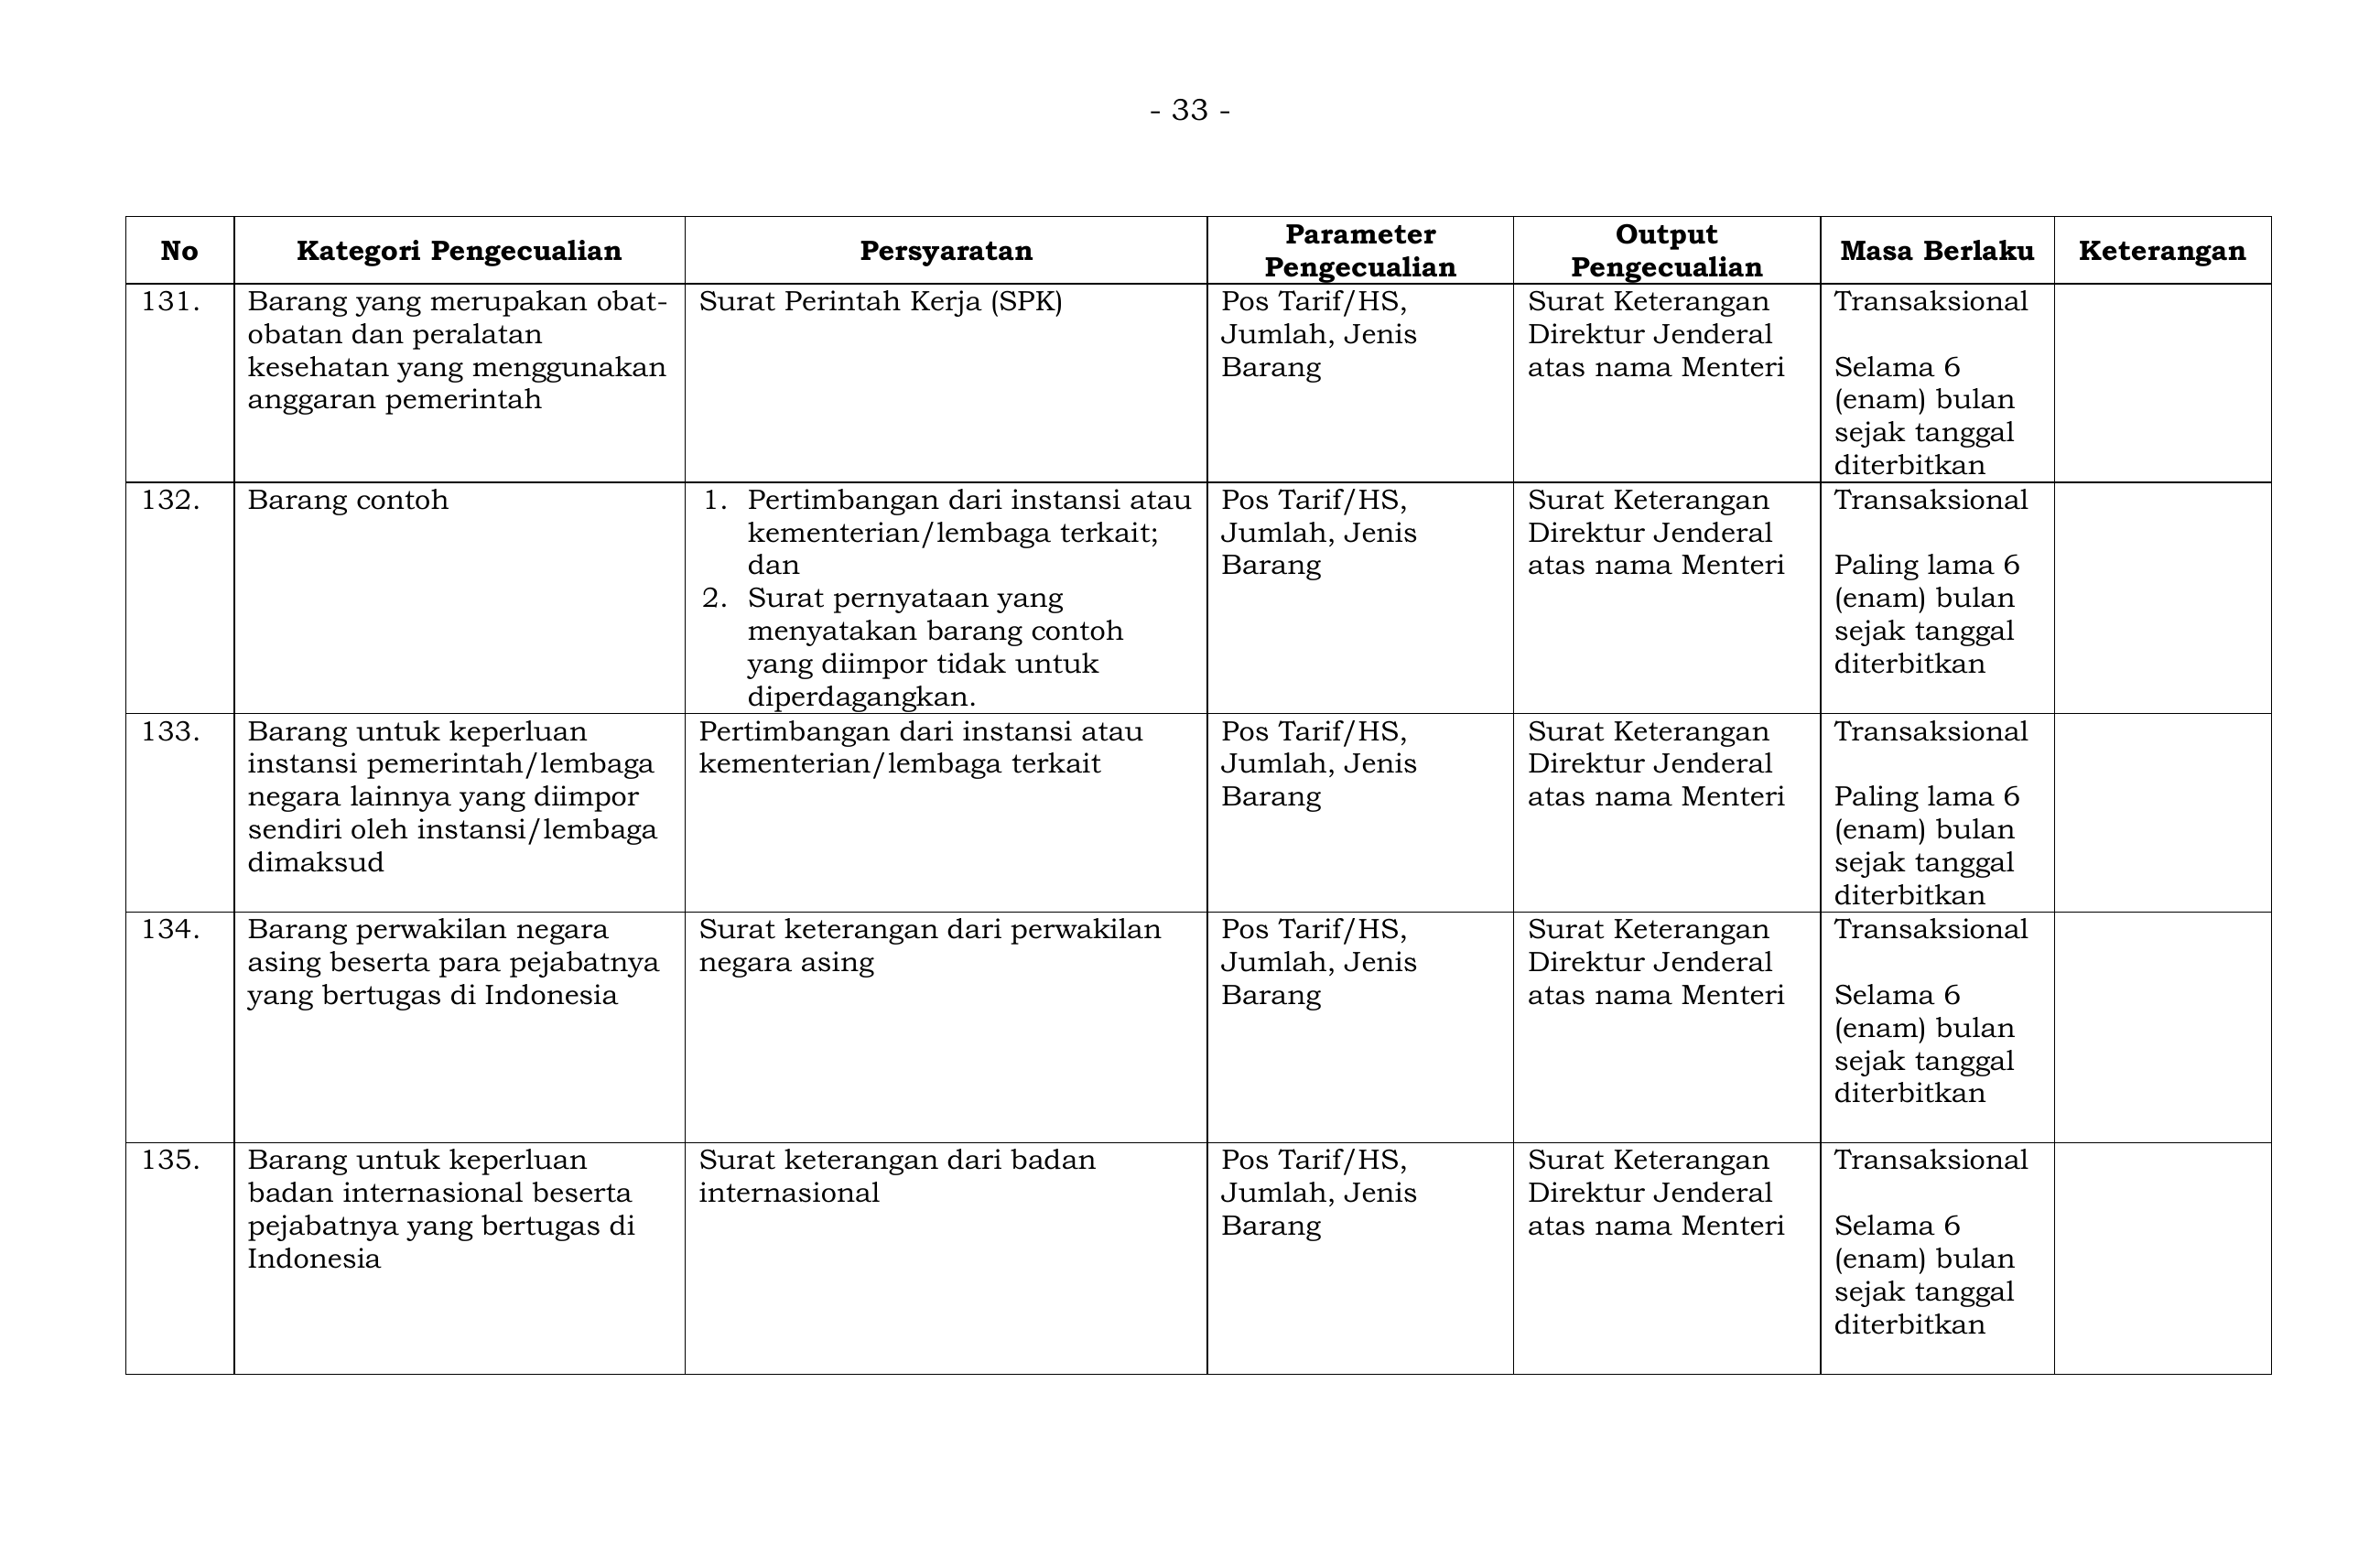 - 33 -
No
Kategori Pengecualian
Persyaratan
Parameter
Pengecualian
Output
Pengecualian
Masa Berlaku
Keterangan
131.
Barang yang merupakan obat-
obatan dan peralatan
kesehatan yang menggunakan
anggaran pemerintah
Surat Perintah Kerja (SPK)
Pos Tarif/HS,
Jumlah, Jenis
Barang
Surat Keterangan
Direktur Jenderal
atas nama Menteri
Transaksional
Selama 6
(enam) bulan
sejak tanggal
diterbitkan
132.
Barang contoh
1. Pertimbangan dari instansi atau
kementerian/lembaga terkait;
dan
2. Surat pernyataan yang
menyatakan barang contoh
yang diimpor tidak untuk
diperdagangkan.
Pos Tarif/HS,
Jumlah, Jenis
Barang
Surat Keterangan
Direktur Jenderal
atas nama Menteri
Transaksional
Paling lama 6
(enam) bulan
sejak tanggal
diterbitkan
133.
Barang untuk keperluan
instansi pemerintah/lembaga
negara lainnya yang diimpor
sendiri oleh instansi/lembaga
dimaksud
Pertimbangan dari instansi atau
kementerian/lembaga terkait
Pos Tarif/HS,
Jumlah, Jenis
Barang
Surat Keterangan
Direktur Jenderal
atas nama Menteri
Transaksional
Paling lama 6
(enam) bulan
sejak tanggal
diterbitkan
134.
Barang perwakilan negara
asing beserta para pejabatnya
yang bertugas di Indonesia
Surat keterangan dari perwakilan
negara asing
Pos Tarif/HS,
Jumlah, Jenis
Barang
Surat Keterangan
Direktur Jenderal
atas nama Menteri
Transaksional
Selama 6
(enam) bulan
sejak tanggal
diterbitkan
135.
Barang untuk keperluan
badan internasional beserta
pejabatnya yang bertugas di
Indonesia
Surat keterangan dari badan
internasional
Pos Tarif/HS,
Jumlah, Jenis
Barang
Surat Keterangan
Direktur Jenderal
atas nama Menteri
Transaksional
Selama 6
(enam) bulan
sejak tanggal
diterbitkan